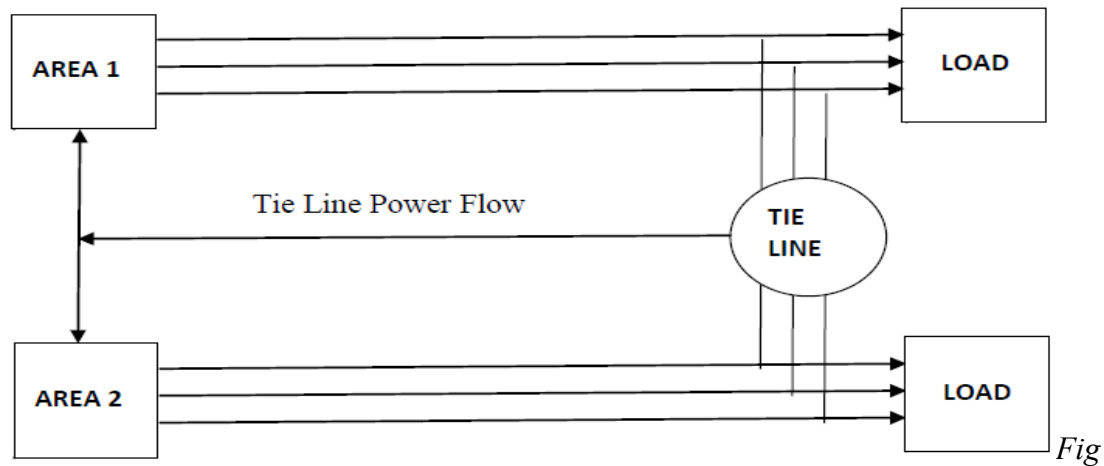 AREA 1
LOAD
Tie Line Power Flow
TIE
LINE
AREA 2
LOAD
Fig